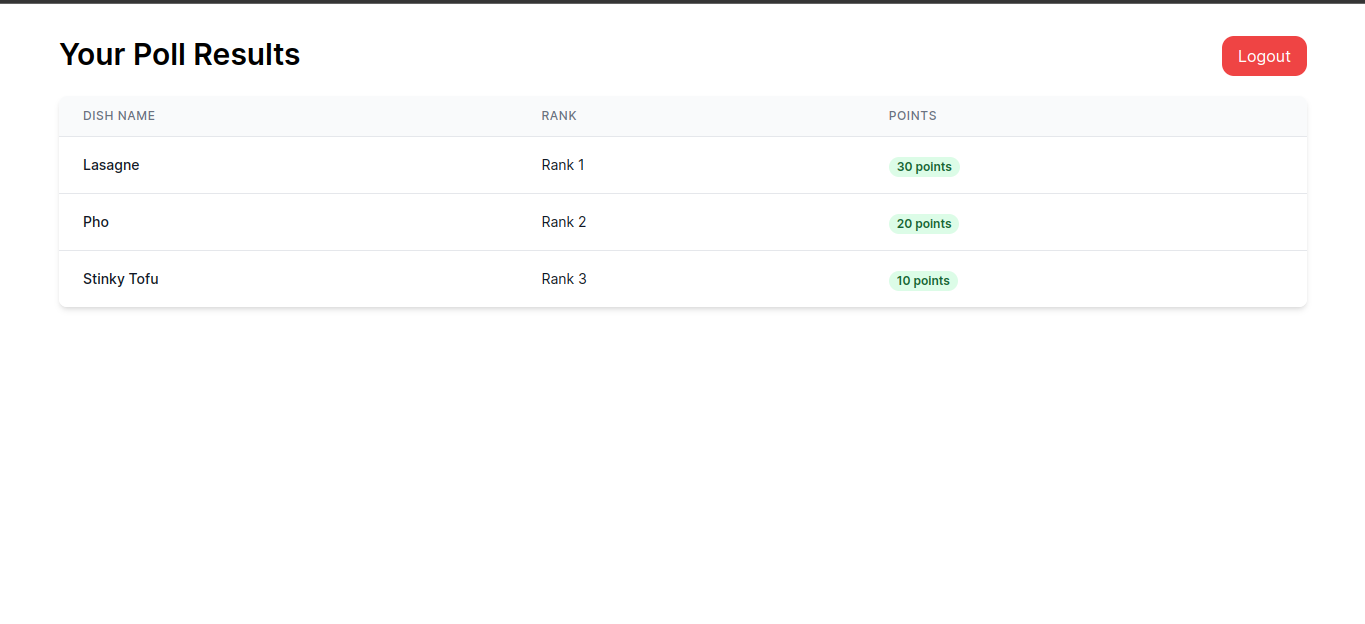 Your Poll Results
Logout
DISH NAME RANK POINTS
Lasagne Rank 1 30 points
Pho Rank 2 20 points
Stinky Tofu Rank 3 10 points